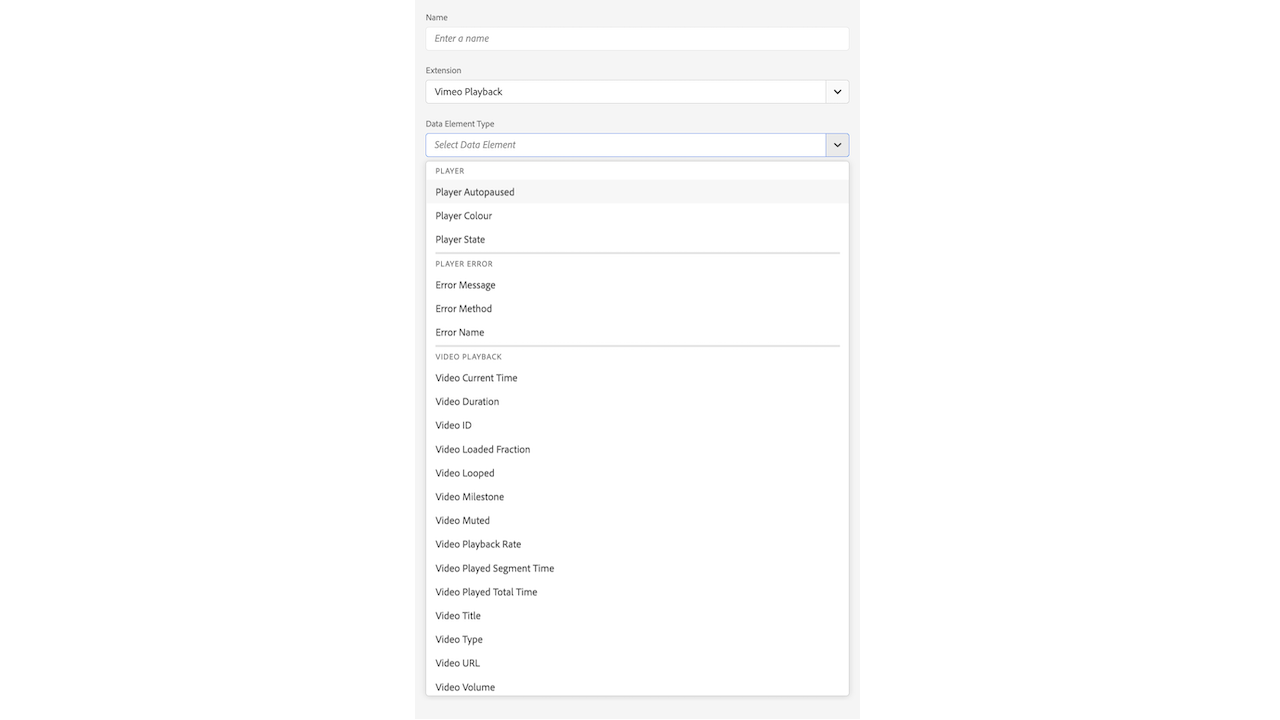 Name
Enter a name
Extension
Vimeo Playback
Data Element Type
Select Data Element
PLAYER
Player Autopaused
Player Colour
Player State
PLAYER ERROR
Error Message
Error Method
Error Name
VIDEO PLAYBACK
Video Current Time
Video Duration
Video ID
Video Loaded Fraction
Video Looped
Video Milestone
Video Muted
Video Playback Rate
Video Played Segment Time
Video Played Total Time
Video Title
Video Type
Video URL
Video Volume